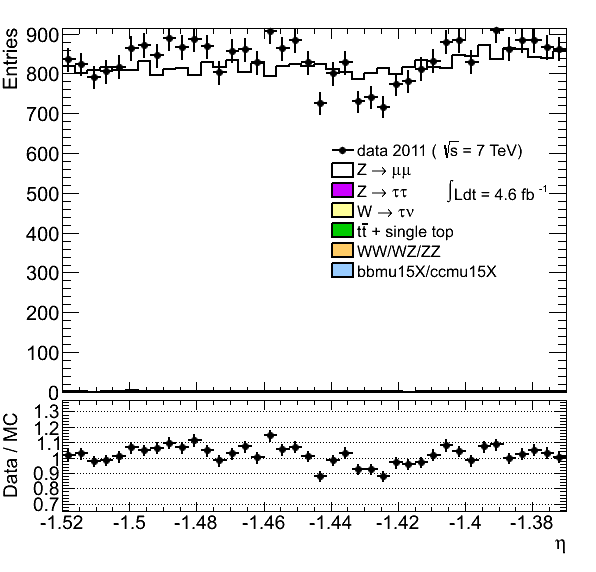 Entries
900
800
700
600
500
400
300
200
100
0
data 2011 ( √s = 7 TeV)
Z → μμ
Z → ττ
∫Ldt = 4.6 fb⁻¹
W → τν
tt̄ + single top
WW/WZ/ZZ
bbmu15X/ccmu15X
Data / MC
1.3
1.2
1.1
1
0.9
0.8
0.7
-1.52 -1.5 -1.48 -1.46 -1.44 -1.42 -1.4 -1.38
η